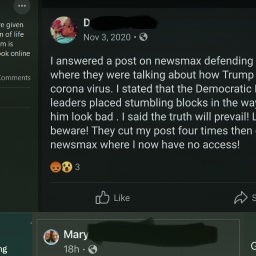 ...
re given
n of life
m is
ook online
Comments
D
Nov 3, 2020 ·
I answered a post on newsmax defending
where they were talking about how Trump
corona virus. I stated that the Democratic
leaders placed stumbling blocks in the wa
him look bad . I said the truth will prevail! L
beware! They cut my post four times then
newsmax where I now have no access!
3
Like
S
Mary
18h ·
ng
G